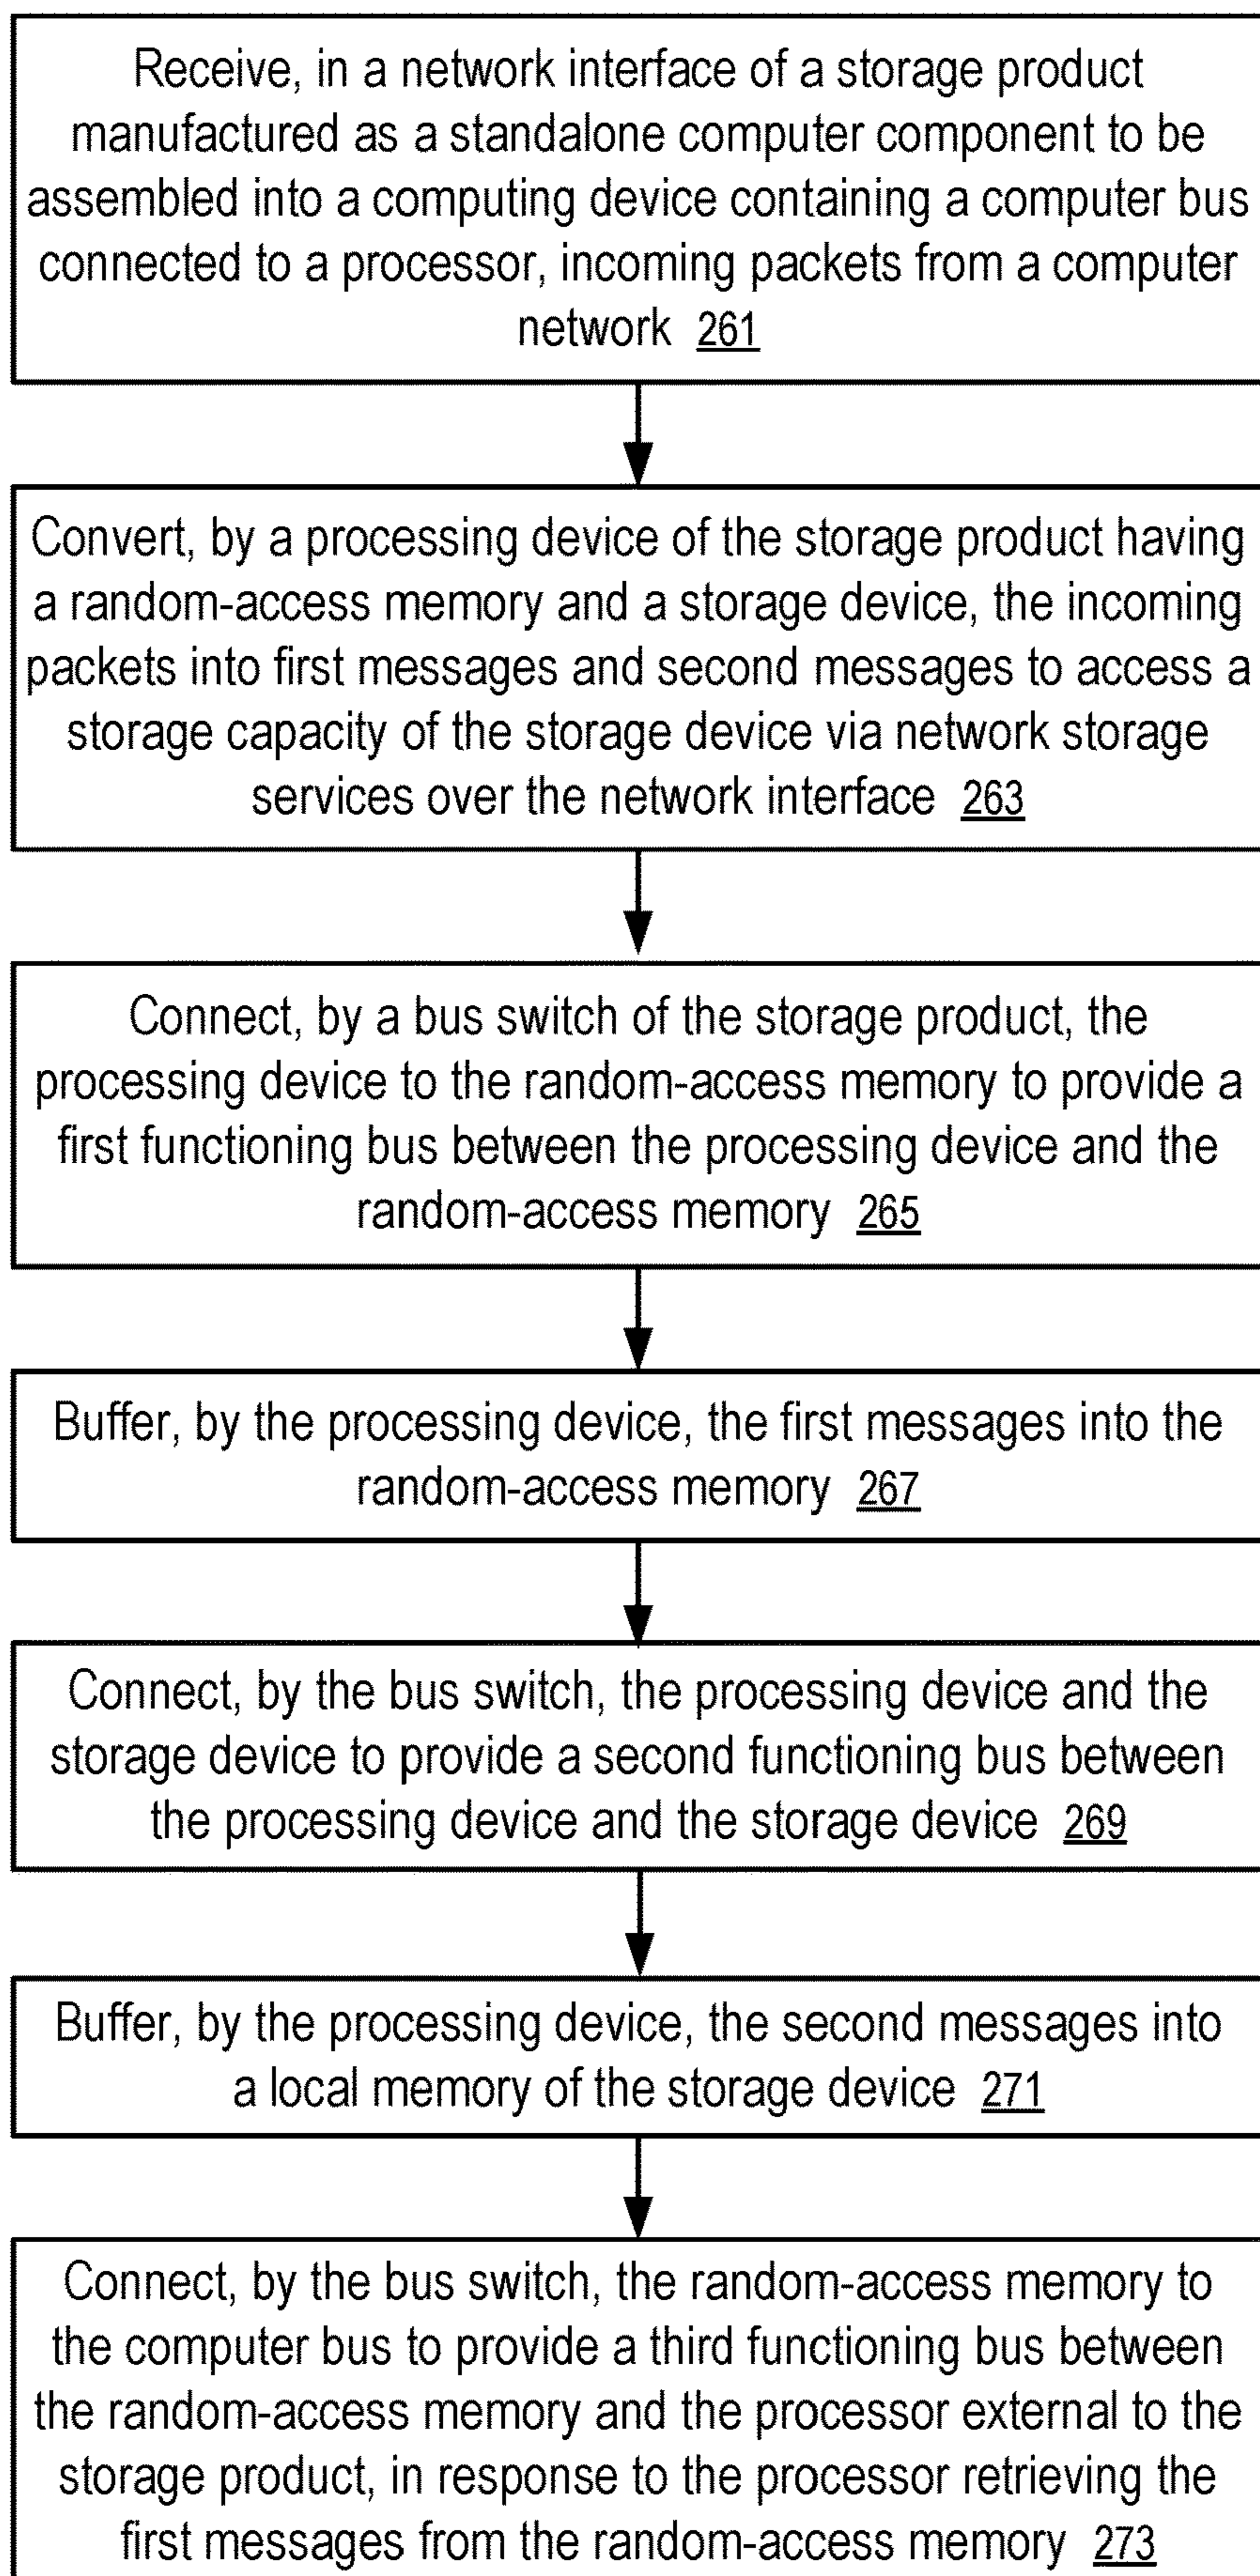 Receive, in a network interface of a storage product
manufactured as a standalone computer component to be
assembled into a computing device containing a computer bus
connected to a processor, incoming packets from a computer
network 261
Convert, by a processing device of the storage product having
a random-access memory and a storage device, the incoming
packets into first messages and second messages to access a
storage capacity of the storage device via network storage
services over the network interface 263
Connect, by a bus switch of the storage product, the
processing device to the random-access memory to provide a
first functioning bus between the processing device and the
random-access memory 265
Buffer, by the processing device, the first messages into the
random-access memory 267
Connect, by the bus switch, the processing device and the
storage device to provide a second functioning bus between
the processing device and the storage device 269
Buffer, by the processing device, the second messages into
a local memory of the storage device 271
Connect, by the bus switch, the random-access memory to
the computer bus to provide a third functioning bus between
the random-access memory and the processor external to the
storage product, in response to the processor retrieving the
first messages from the random-access memory 273